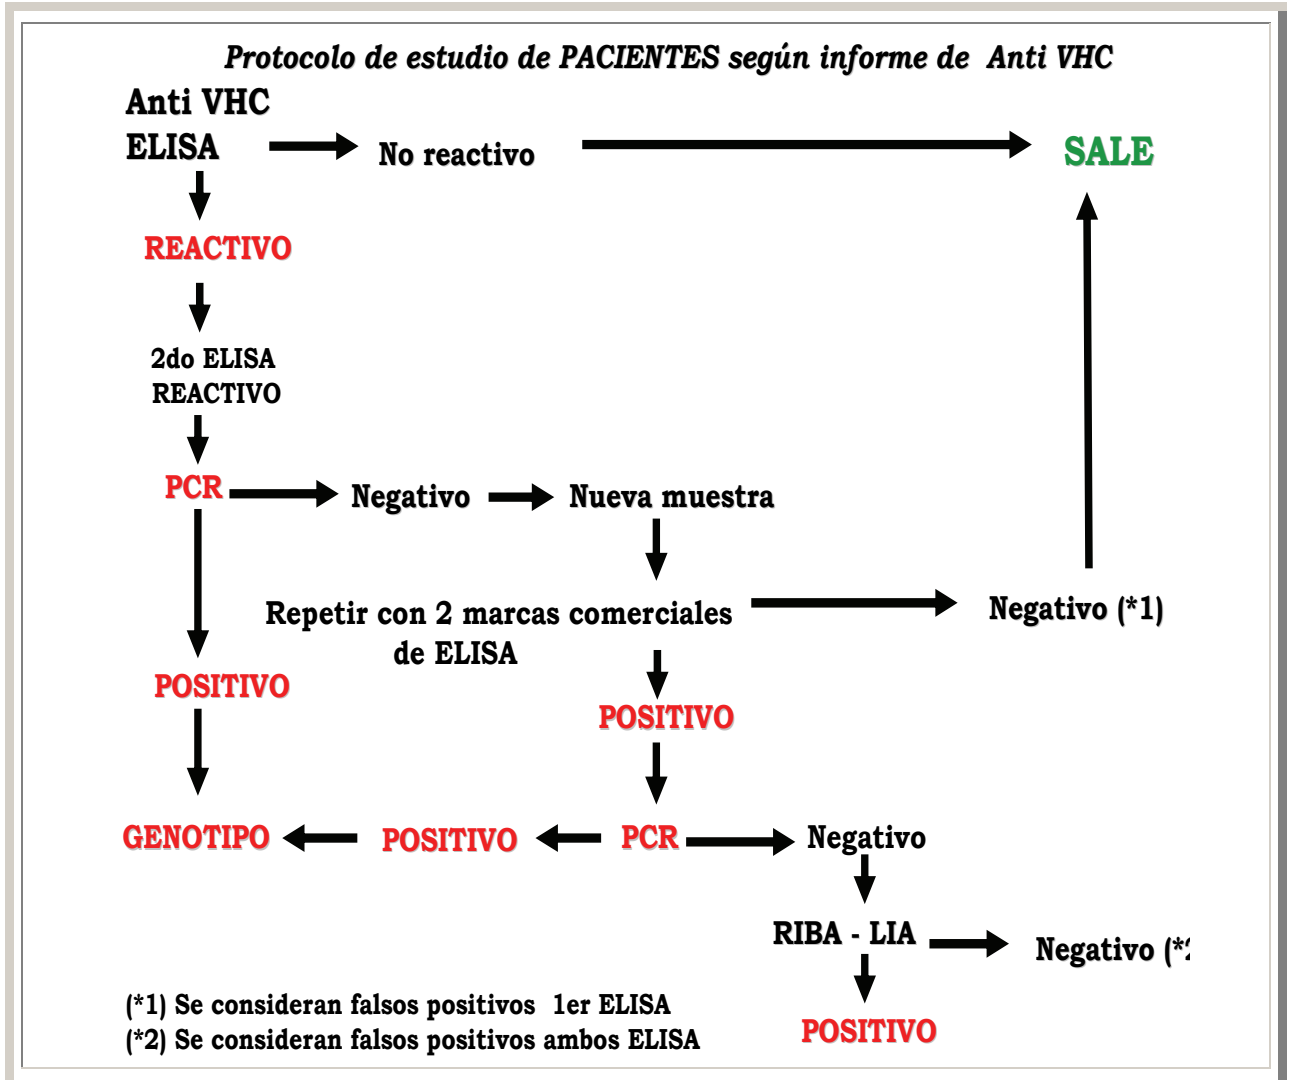 Protocolo de estudio de PACIENTES según informe de Anti VHC
Anti VHC
ELISA
No reactivo
SALE
REACTIVO
2do ELISA
REACTIVO
PCR
Negativo
Nueva muestra
Repetir con 2 marcas comerciales
de ELISA
Negativo (*1)
POSITIVO
POSITIVO
GENOTIPO
POSITIVO
PCR
Negativo
RIBA - LIA
Negativo (*
POSITIVO
(*1) Se consideran falsos positivos 1er ELISA
(*2) Se consideran falsos positivos ambos ELISA